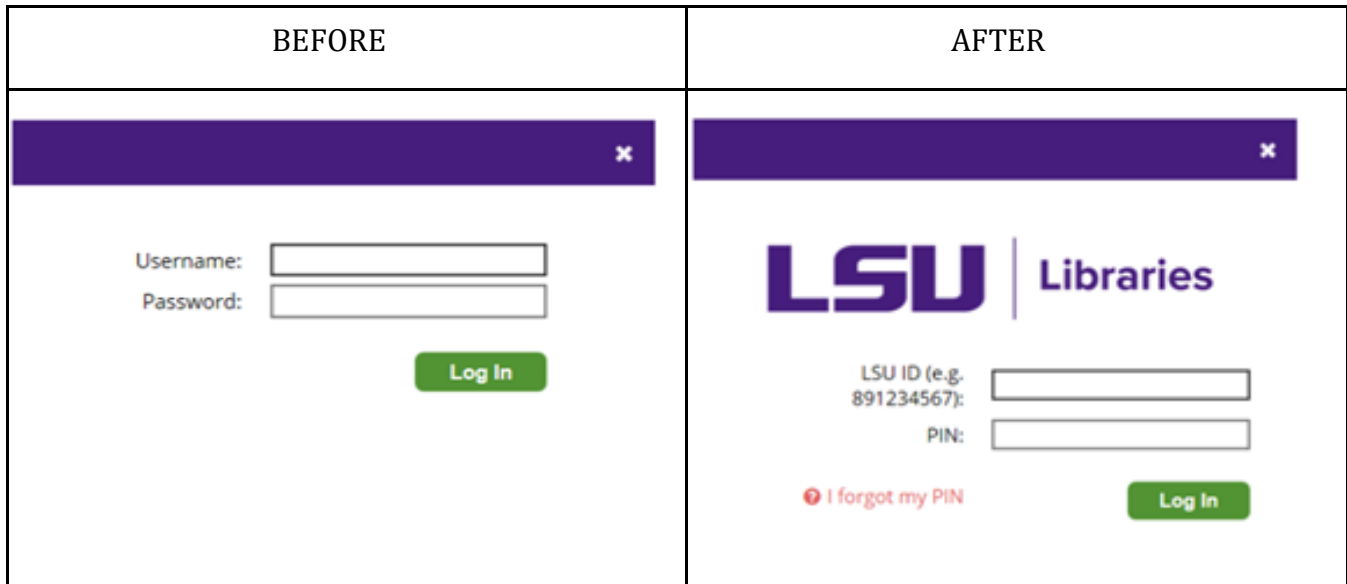 BEFORE
AFTER
Username:
Password:
Log In
LSU | Libraries
LSU ID (e.g.
891234567):
PIN:
I forgot my PIN
Log In